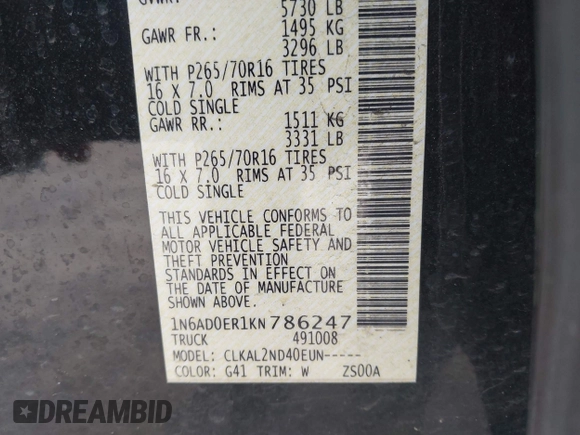 GVWR:
5730 LB
GAWR FR.: 1495 KG
3296 LB
WITH P265/70R16 TIRES
16 X 7.0 RIMS AT 35 PSI
COLD SINGLE
GAWR RR.: 1511 KG
3331 LB
WITH P265/70R16 TIRES
16 X 7.0 RIMS AT 35 PSI
COLD SINGLE
THIS VEHICLE CONFORMS TO
ALL APPLICABLE FEDERAL
MOTOR VEHICLE SAFETY AND
THEFT PREVENTION
STANDARDS IN EFFECT ON
THE DATE OF MANUFACTURE
SHOWN ABOVE.
1N6AD0ER1KN786247
TRUCK 491008
MODEL: CLKAL2ND40EUN-----
COLOR: G41 TRIM: W ZS00A
DREAMBID